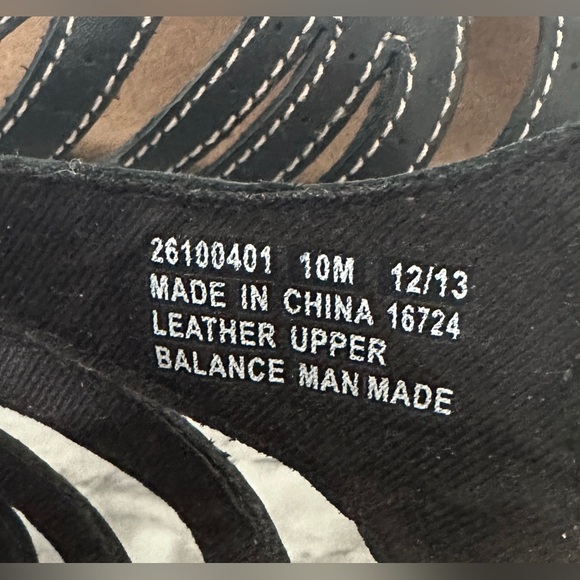 26100401 10M 12/13
MADE IN CHINA 16724
LEATHER UPPER
BALANCE MAN MADE